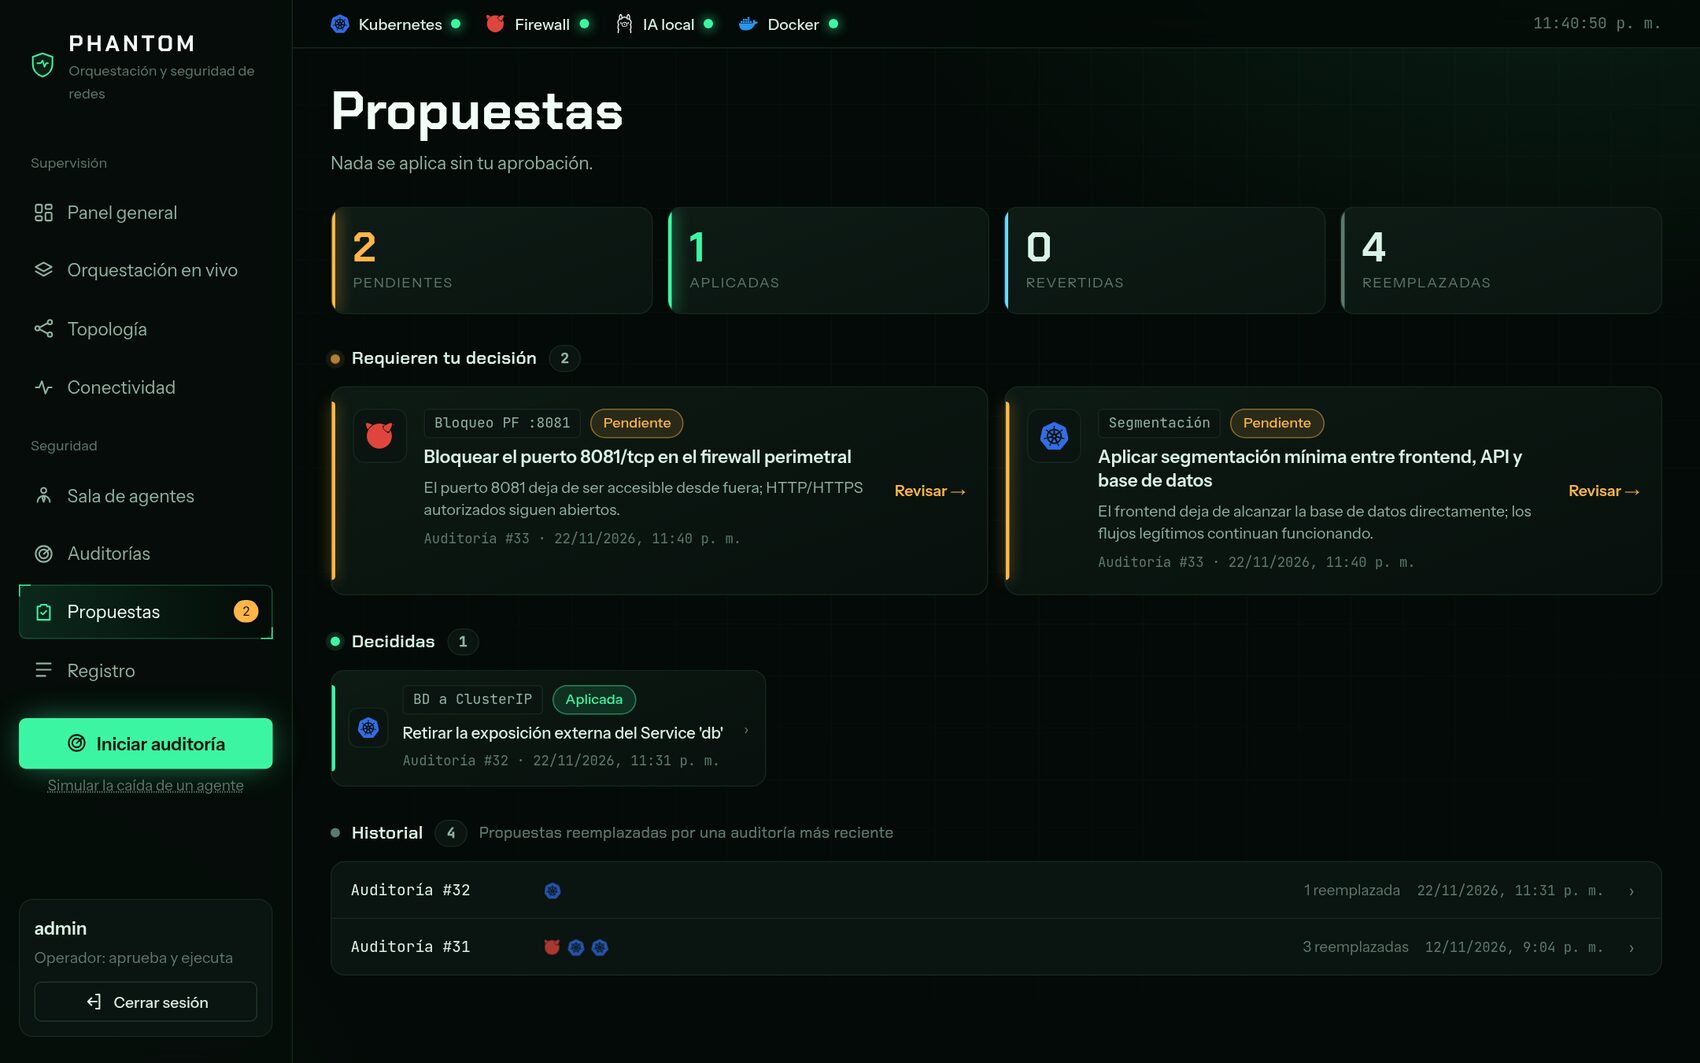 PHANTOM
Orquestación y seguridad de
redes
Supervisión
Panel general
Orquestación en vivo
Topología
Conectividad
Seguridad
Sala de agentes
Auditorías
Propuestas 2
Registro
Iniciar auditoría
Simular la caída de un agente
admin
Operador: aprueba y ejecuta
Cerrar sesión
Kubernetes Firewall IA local Docker 11:40:50 p. m.
Propuestas
Nada se aplica sin tu aprobación.
2
PENDIENTES
1
APLICADAS
0
REVERTIDAS
4
REEMPLAZADAS
Requieren tu decisión 2
Bloqueo PF :8081 Pendiente
Bloquear el puerto 8081/tcp en el firewall perimetral
El puerto 8081 deja de ser accesible desde fuera; HTTP/HTTPS
autorizados siguen abiertos.
Auditoría #33 · 22/11/2026, 11:40 p. m.
Revisar →
Segmentación Pendiente
Aplicar segmentación mínima entre frontend, API y
base de datos
El frontend deja de alcanzar la base de datos directamente; los
flujos legítimos continuan funcionando.
Auditoría #33 · 22/11/2026, 11:40 p. m.
Revisar →
Decididas 1
BD a ClusterIP Aplicada
Retirar la exposición externa del Service 'db' ›
Auditoría #32 · 22/11/2026, 11:31 p. m.
Historial 4 Propuestas reemplazadas por una auditoría más reciente
Auditoría #32 1 reemplazada 22/11/2026, 11:31 p. m. ›
Auditoría #31 3 reemplazadas 12/11/2026, 9:04 p. m. ›